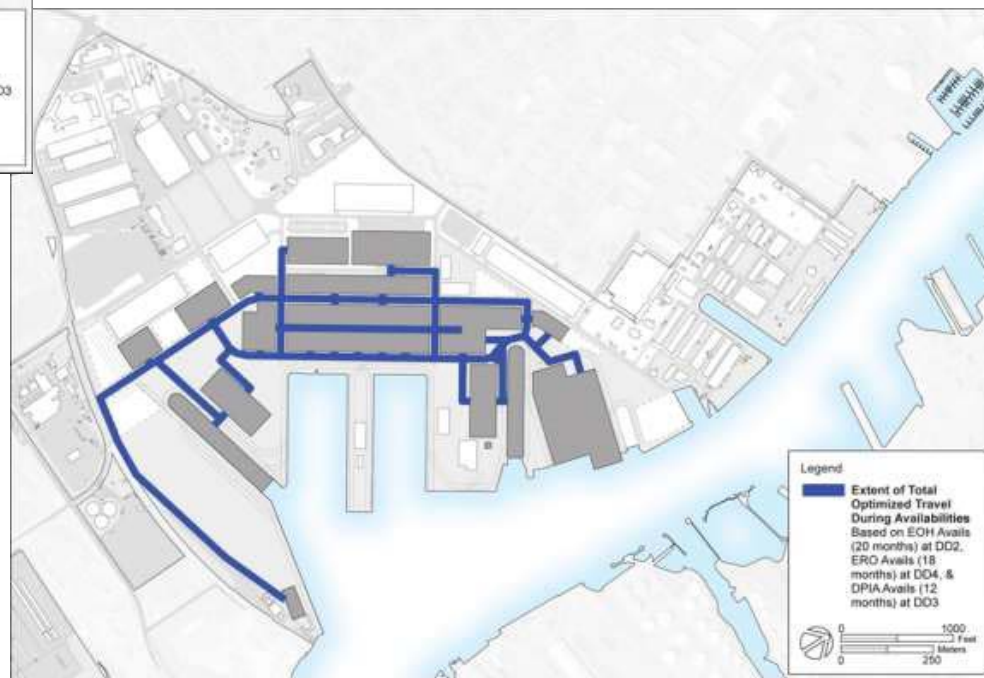 D3
Legend
Extent of Total
Optimized Travel
During Availabilities
Based on EOH Avails
(20 months) at DD2,
ERO Avails (18
months) at DD4, &
DPIA Avails (12
months) at DD3
0 1000
Feet
Meters
0 250